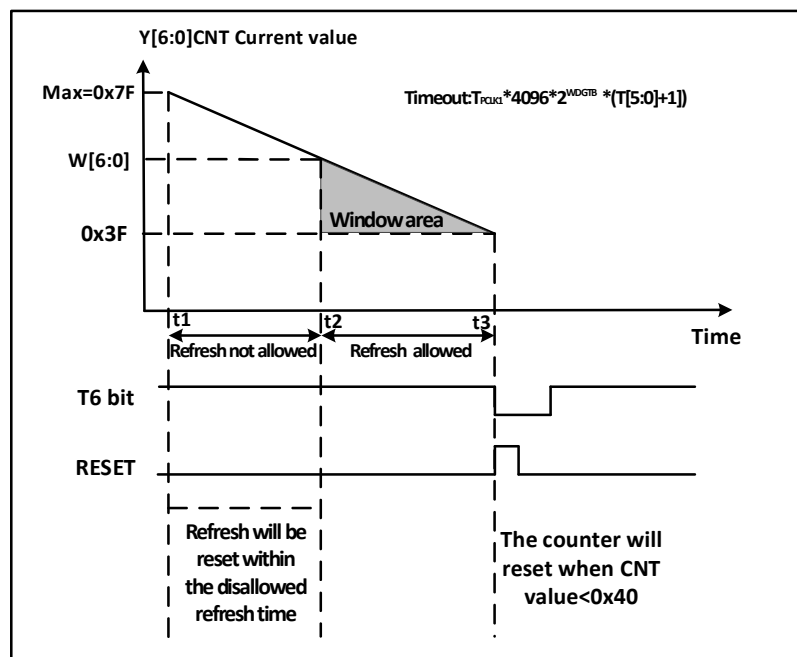 Y[6:0]CNT Current value
Max=0x7F
Timeout:TPCLK1*4096*2WDGTB *(T[5:0]+1])
W[6:0]
Window area
0x3F
t1
t2
t3
Time
Refresh not allowed
Refresh allowed
T6 bit
RESET
Refresh will be
reset within
the disallowed
refresh time
The counter will
reset when CNT
value<0x40